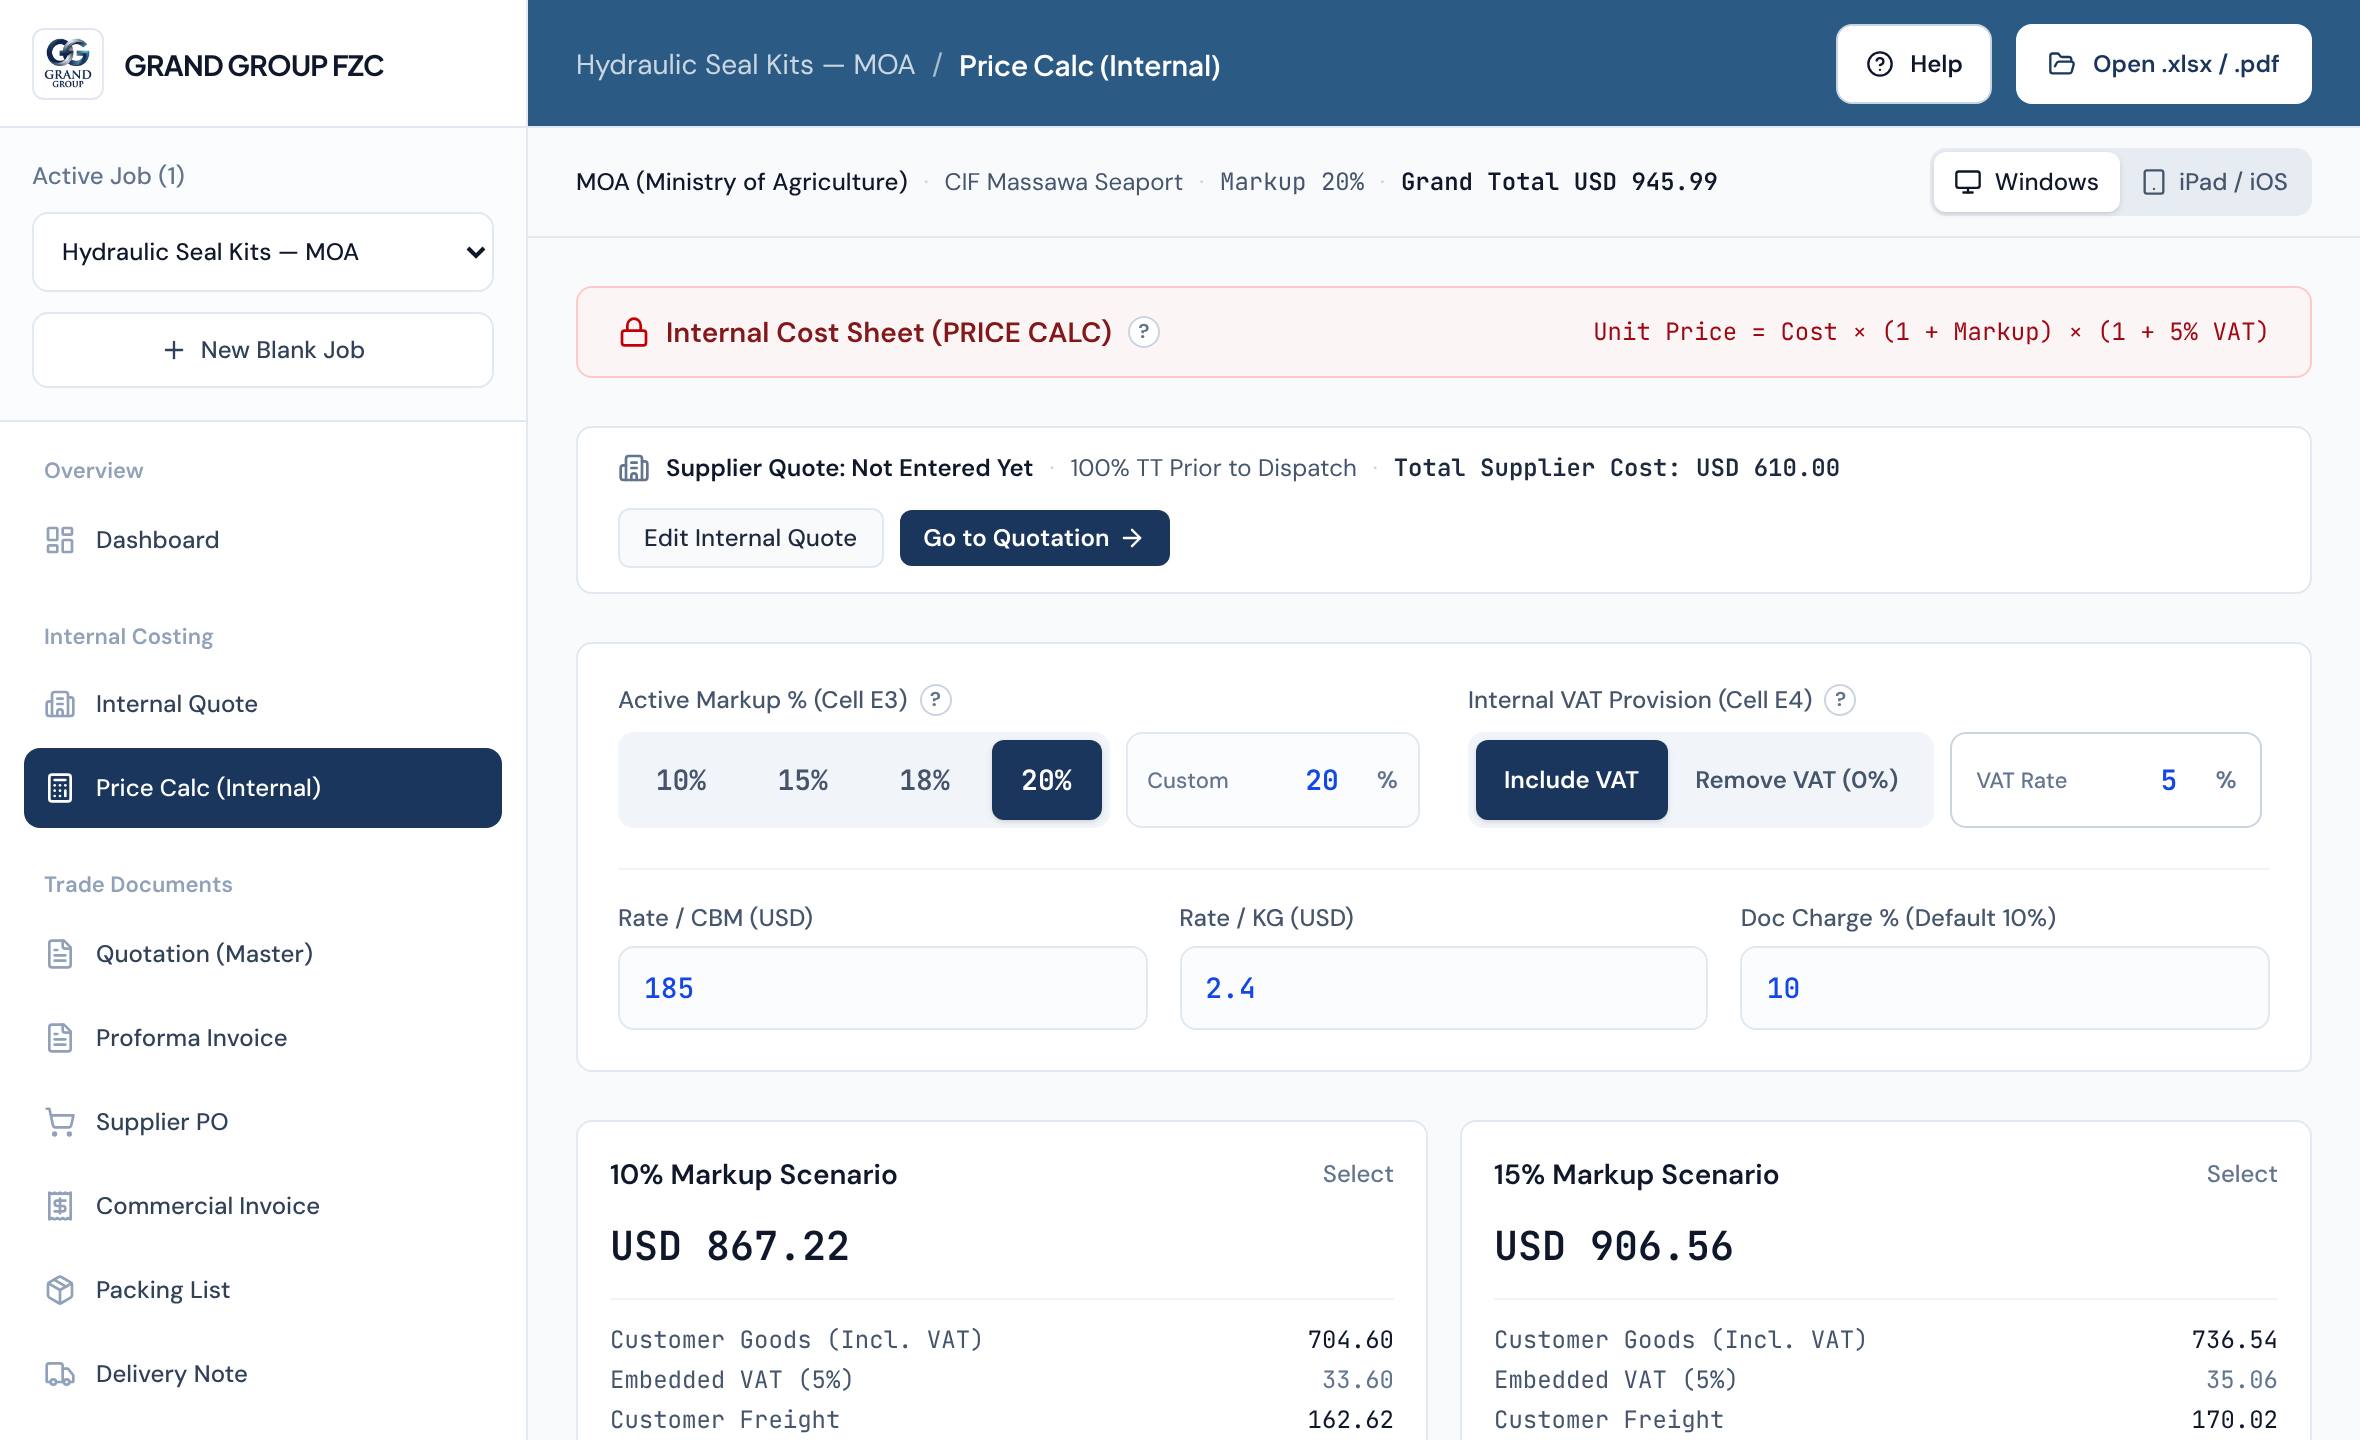 GRAND GROUP
GRAND GROUP FZC
Active Job (1)
Hydraulic Seal Kits — MOA
+ New Blank Job
Overview
Dashboard
Internal Costing
Internal Quote
Price Calc (Internal)
Trade Documents
Quotation (Master)
Proforma Invoice
Supplier PO
Commercial Invoice
Packing List
Delivery Note
Hydraulic Seal Kits — MOA / Price Calc (Internal)
Help
Open .xlsx / .pdf
MOA (Ministry of Agriculture) · CIF Massawa Seaport · Markup 20% · Grand Total USD 945.99
Windows
iPad / iOS
Internal Cost Sheet (PRICE CALC) ?
Unit Price = Cost × (1 + Markup) × (1 + 5% VAT)
Supplier Quote: Not Entered Yet · 100% TT Prior to Dispatch · Total Supplier Cost: USD 610.00
Edit Internal Quote
Go to Quotation →
Active Markup % (Cell E3) ?
10% 15% 18% 20%
Custom 20 %
Internal VAT Provision (Cell E4) ?
Include VAT Remove VAT (0%)
VAT Rate 5 %
Rate / CBM (USD)
185
Rate / KG (USD)
2.4
Doc Charge % (Default 10%)
10
10% Markup Scenario Select
USD 867.22
Customer Goods (Incl. VAT) 704.60
Embedded VAT (5%) 33.60
Customer Freight 162.62
15% Markup Scenario Select
USD 906.56
Customer Goods (Incl. VAT) 736.54
Embedded VAT (5%) 35.06
Customer Freight 170.02